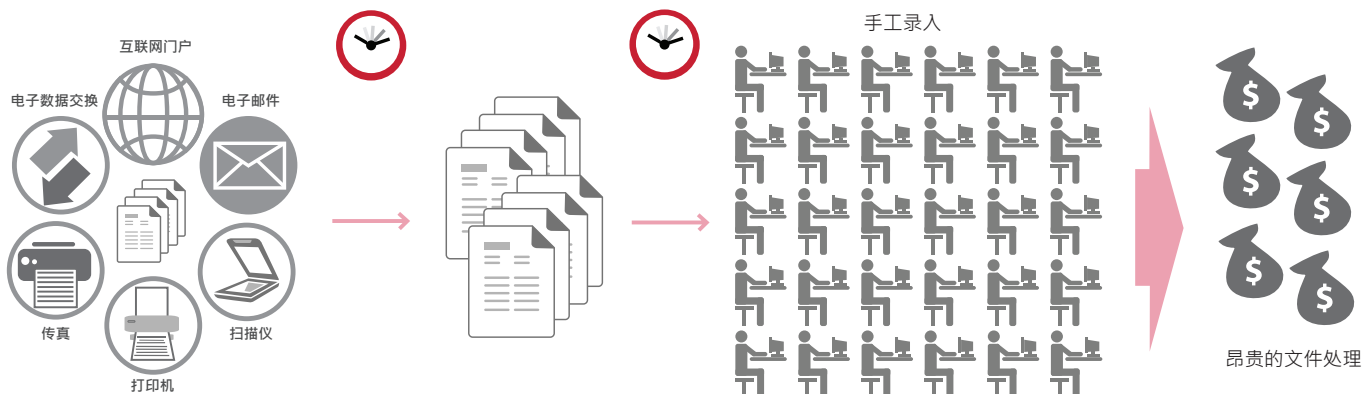 互联网门户
电子数据交换
电子邮件
传真
扫描仪
打印机
手工录入
$
$
$
$
$
$
昂贵的文件处理